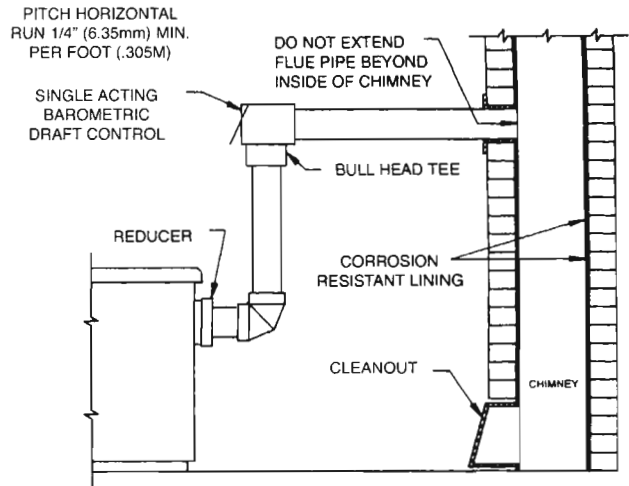 PITCH HORIZONTAL
RUN 1/4" (6.35mm) MIN.
PER FOOT (.305M)
SINGLE ACTING
BAROMETRIC
DRAFT CONTROL
DO NOT EXTEND
FLUE PIPE BEYOND
INSIDE OF CHIMNEY
BULL HEAD TEE
REDUCER
CORROSION
RESISTANT LINING
CLEANOUT
CHIMNEY